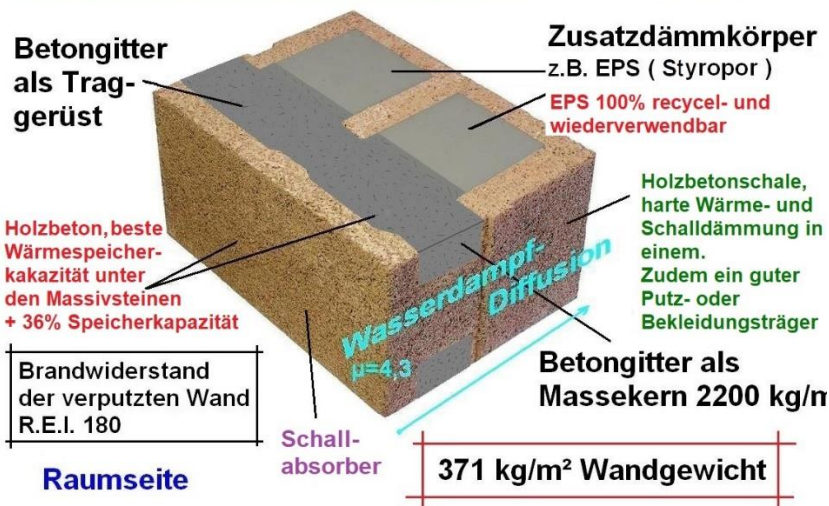 Betongitter
als Trag-
gerüst
Zusatzdämmkörper
z.B. EPS ( Styropor )
EPS 100% recycel- und
wiederverwendbar
Holzbeton,beste
Wärmespeicher-
kakazität unter
den Massivsteinen
+ 36% Speicherkapazität
Holzbetonschale,
harte Wärme- und
Schalldämmung in
einem.
Zudem ein guter
Putz- oder
Bekleidungsträger
Wasserdampf-
Diffusion
µ=4,3
Betongitter als
Massekern 2200 kg/m
Brandwiderstand
der verputzten Wand
R.E.I. 180
Schall-
absorber
371 kg/m² Wandgewicht
Raumseite